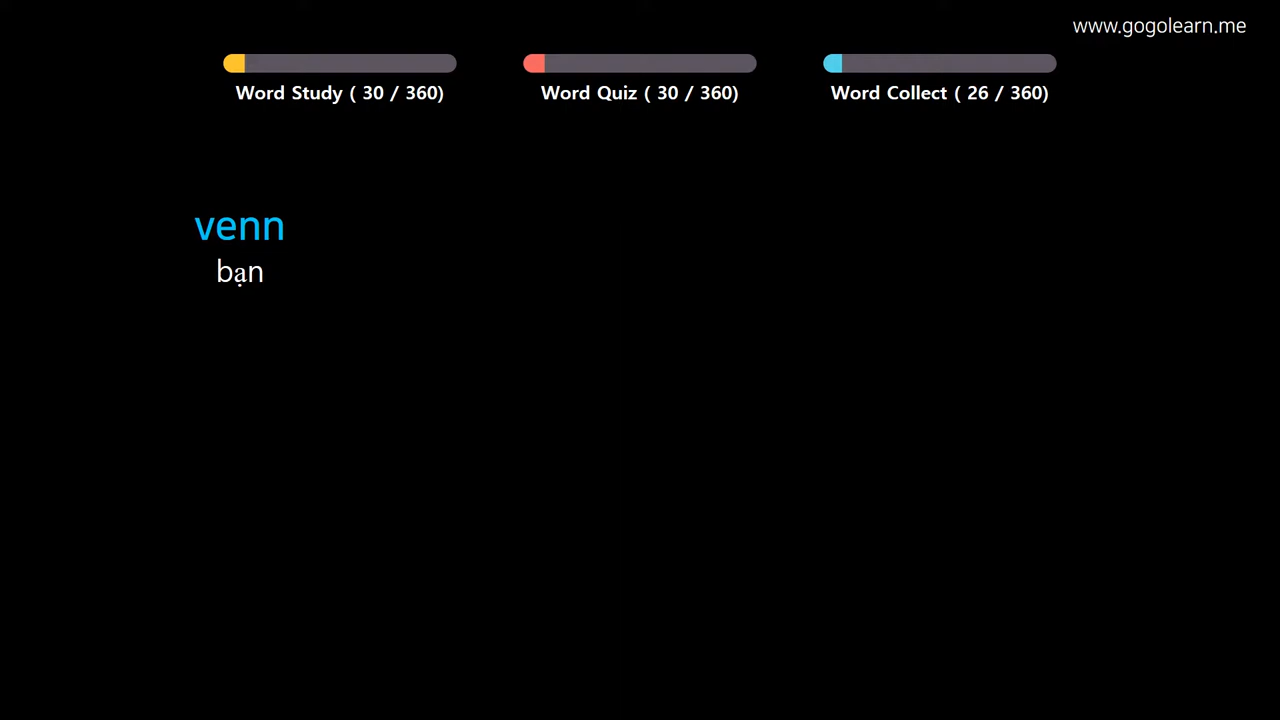 www.gogolearn.me
Word Study ( 30 / 360)
Word Quiz ( 30 / 360)
Word Collect ( 26 / 360)
venn
bạn